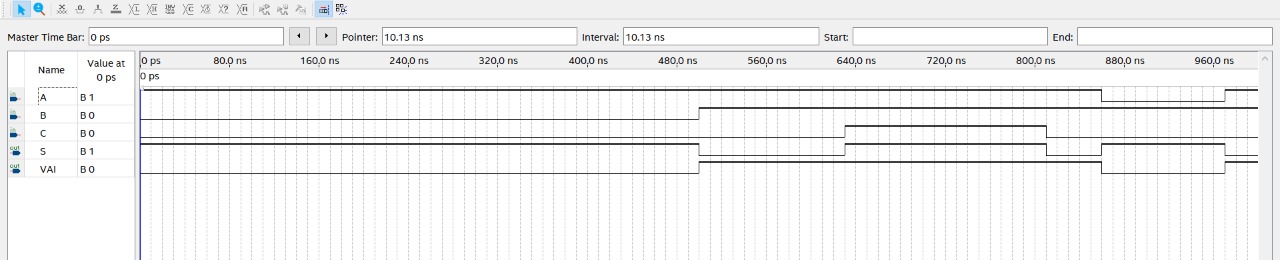 Master Time Bar: 0 ps Pointer: 10.13 ns Interval: 10.13 ns Start: End:
Name Value at 0 ps
0 ps 80,0 ns 160,0 ns 240,0 ns 320,0 ns 400,0 ns 480,0 ns 560,0 ns 640,0 ns 720,0 ns 800,0 ns 880,0 ns 960,0 ns
0 ps
A B 1
B B 0
C B 0
S B 1
VAI B 0